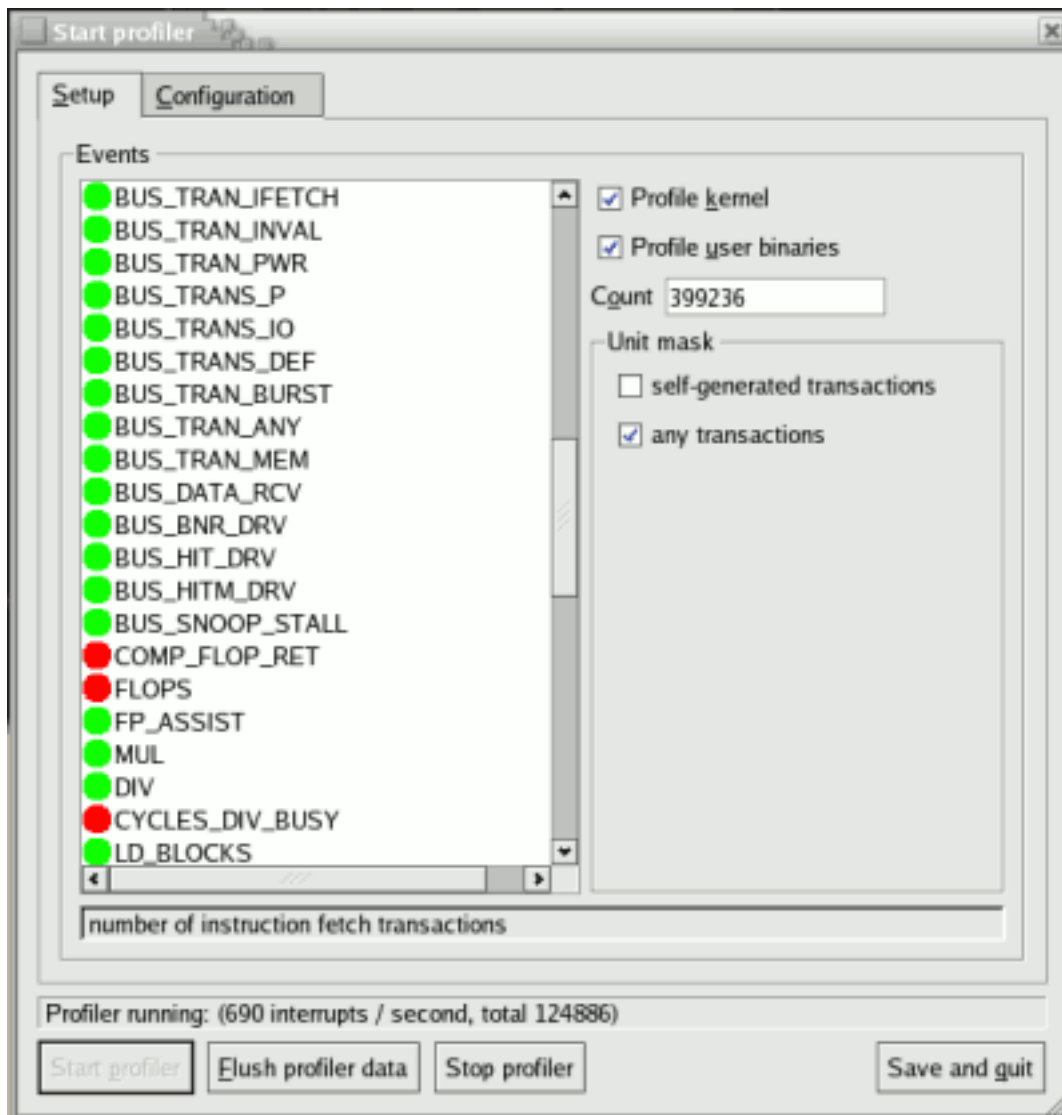 Start profiler
Setup
Configuration
Events
BUS_TRAN_IFETCH
BUS_TRAN_INVAL
BUS_TRAN_PWR
BUS_TRANS_P
BUS_TRANS_IO
BUS_TRANS_DEF
BUS_TRAN_BURST
BUS_TRAN_ANY
BUS_TRAN_MEM
BUS_DATA_RCV
BUS_BNR_DRV
BUS_HIT_DRV
BUS_HITM_DRV
BUS_SNOOP_STALL
COMP_FLOP_RET
FLOPS
FP_ASSIST
MUL
DIV
CYCLES_DIV_BUSY
LD_BLOCKS
Profile kernel
Profile user binaries
Count 399236
Unit mask
self-generated transactions
any transactions
number of instruction fetch transactions
Profiler running: (690 interrupts / second, total 124886)
Start profiler
Flush profiler data
Stop profiler
Save and quit